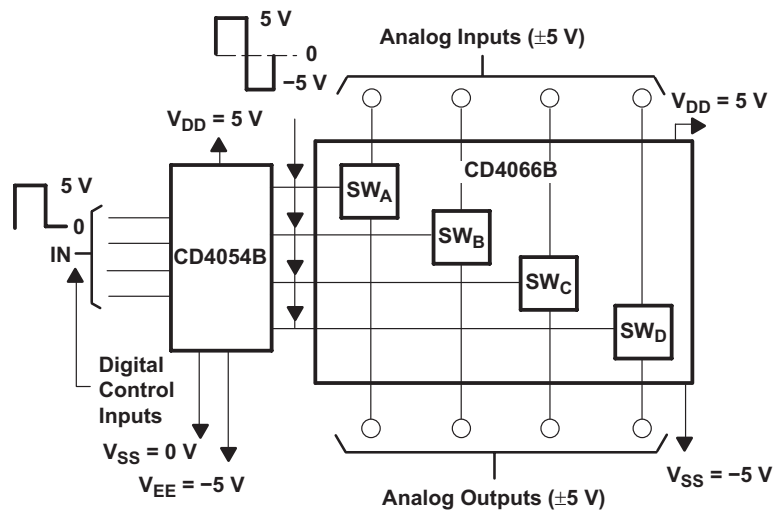 5 V
0
−5 V
Analog Inputs (±5 V)
V_DD = 5 V
V_DD = 5 V
CD4066B
5 V
0
IN
CD4054B
SW_A
SW_B
SW_C
SW_D
Digital
Control
Inputs
V_SS = 0 V
V_EE = −5 V
Analog Outputs (±5 V)
V_SS = −5 V